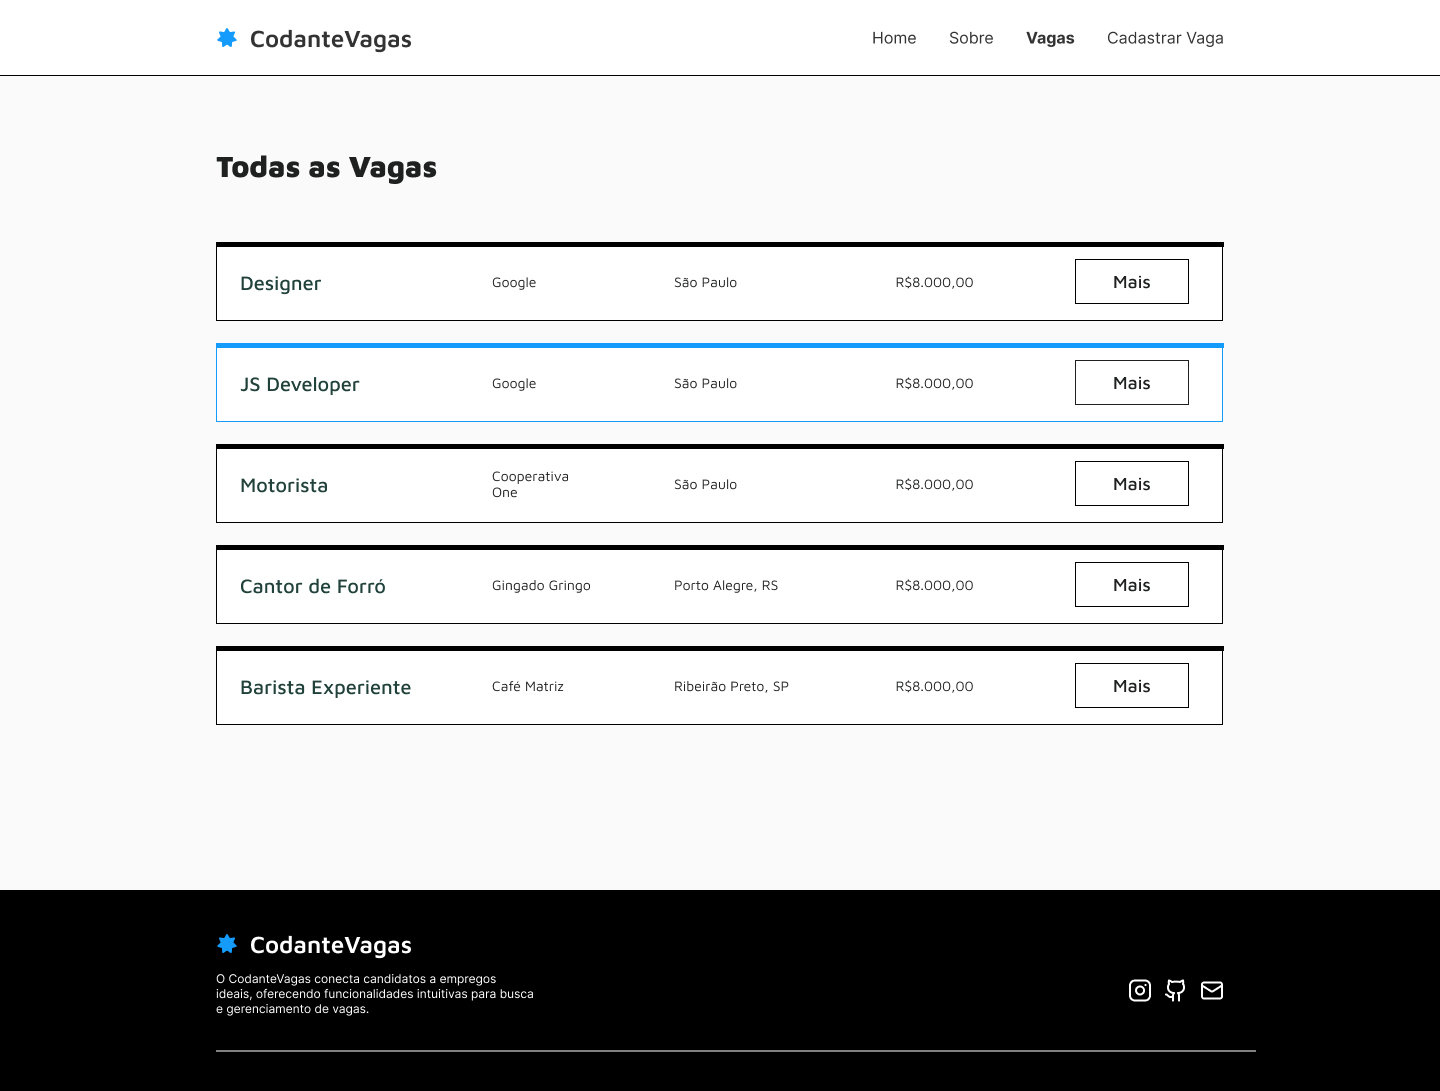 CodanteVagas
Home Sobre Vagas Cadastrar Vaga
Todas as Vagas
Designer Google São Paulo R$8.000,00 Mais
JS Developer Google São Paulo R$8.000,00 Mais
Motorista Cooperativa One São Paulo R$8.000,00 Mais
Cantor de Forró Gingado Gringo Porto Alegre, RS R$8.000,00 Mais
Barista Experiente Café Matriz Ribeirão Preto, SP R$8.000,00 Mais
CodanteVagas
O CodanteVagas conecta candidatos a empregos
ideais, oferecendo funcionalidades intuitivas para busca
e gerenciamento de vagas.